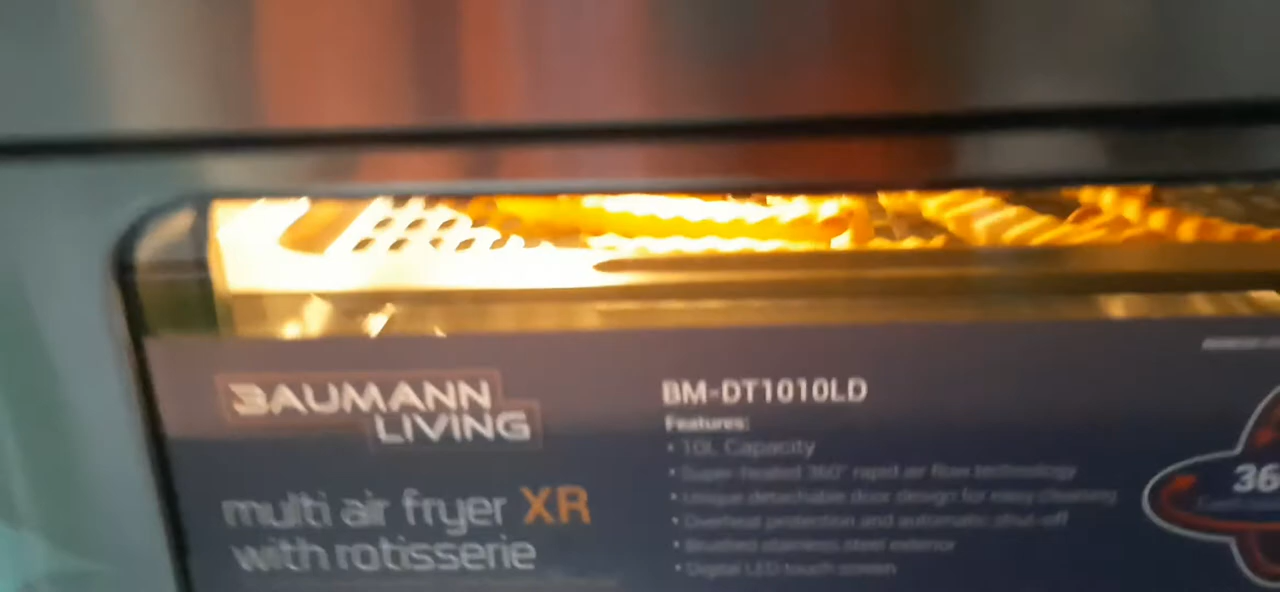 BAUMANN
LIVING
multi air fryer XR
with rotisserie
BM-DT1010LD
Features:
• 10L Capacity
• Super-heated 360° rapid air flow technology
• Unique detachable door design for easy cleaning
• Overheat protection and automatic shut-off
• Brushed stainless steel exterior
• Digital LED touch screen
36